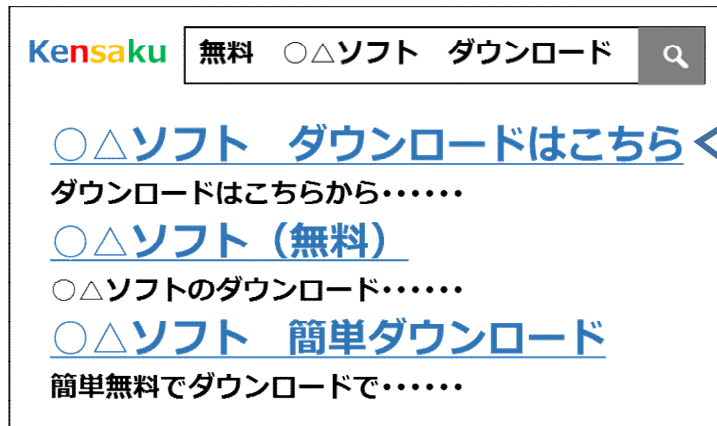 Kensaku 無料　○△ソフト　ダウンロード
○△ソフト　ダウンロードはこちら
ダウンロードはこちらから・・・・・・
○△ソフト（無料）
○△ソフトのダウンロード・・・・・・
○△ソフト　簡単ダウンロード
簡単無料でダウンロードで・・・・・・